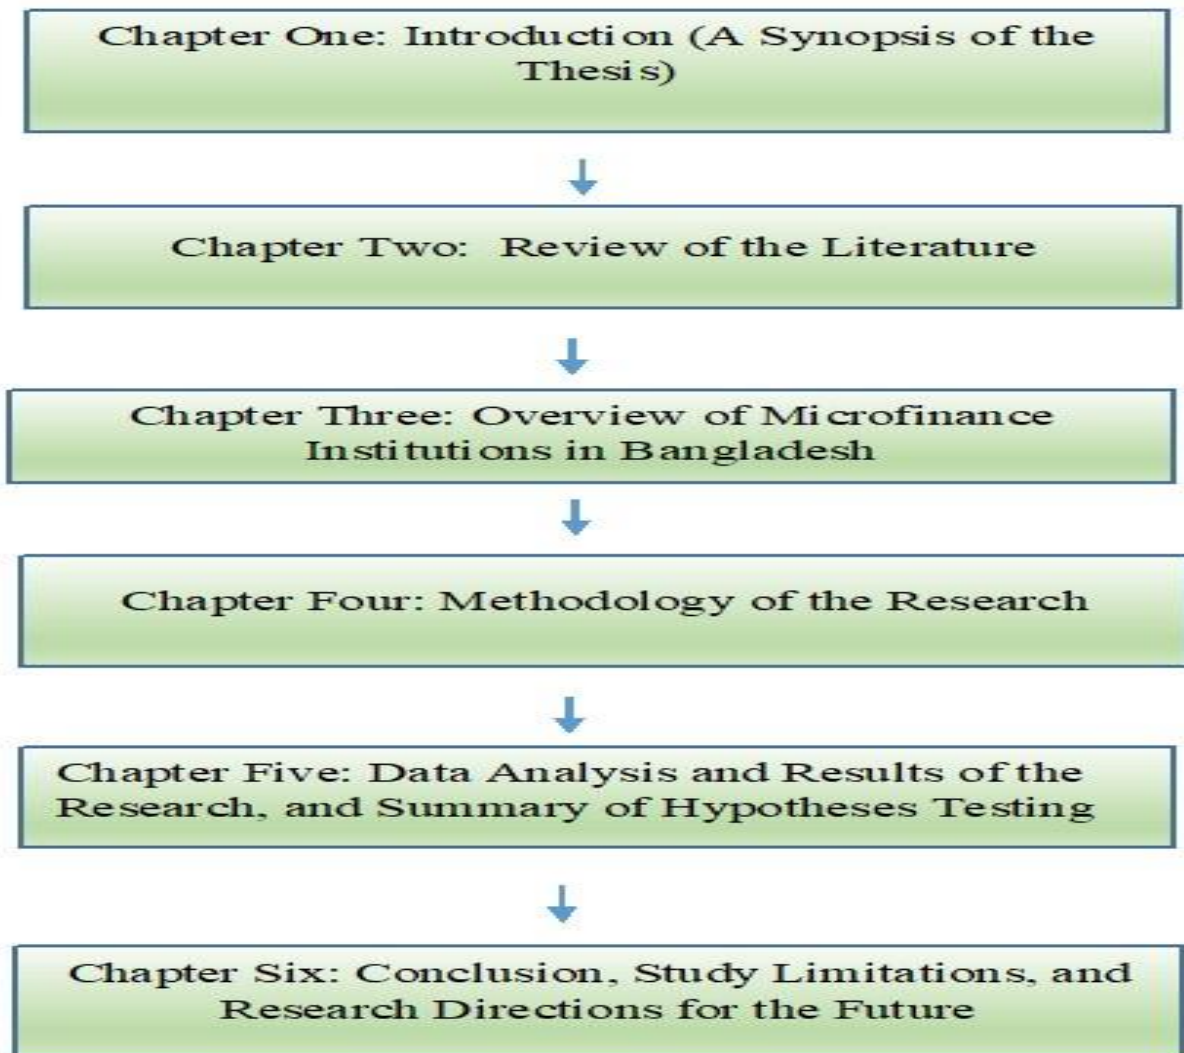 Chapter One: Introduction (A Synopsis of the
Thesis)
Chapter Two:  Review of the Literature
Chapter Three: Overview of Microfinance
Institutions in Bangladesh
Chapter Four: Methodology of the Research
Chapter Five: Data Analysis and Results of the
Research, and Summary of Hypotheses Testing
Chapter Six: Conclusion, Study Limitations, and
Research Directions for the Future